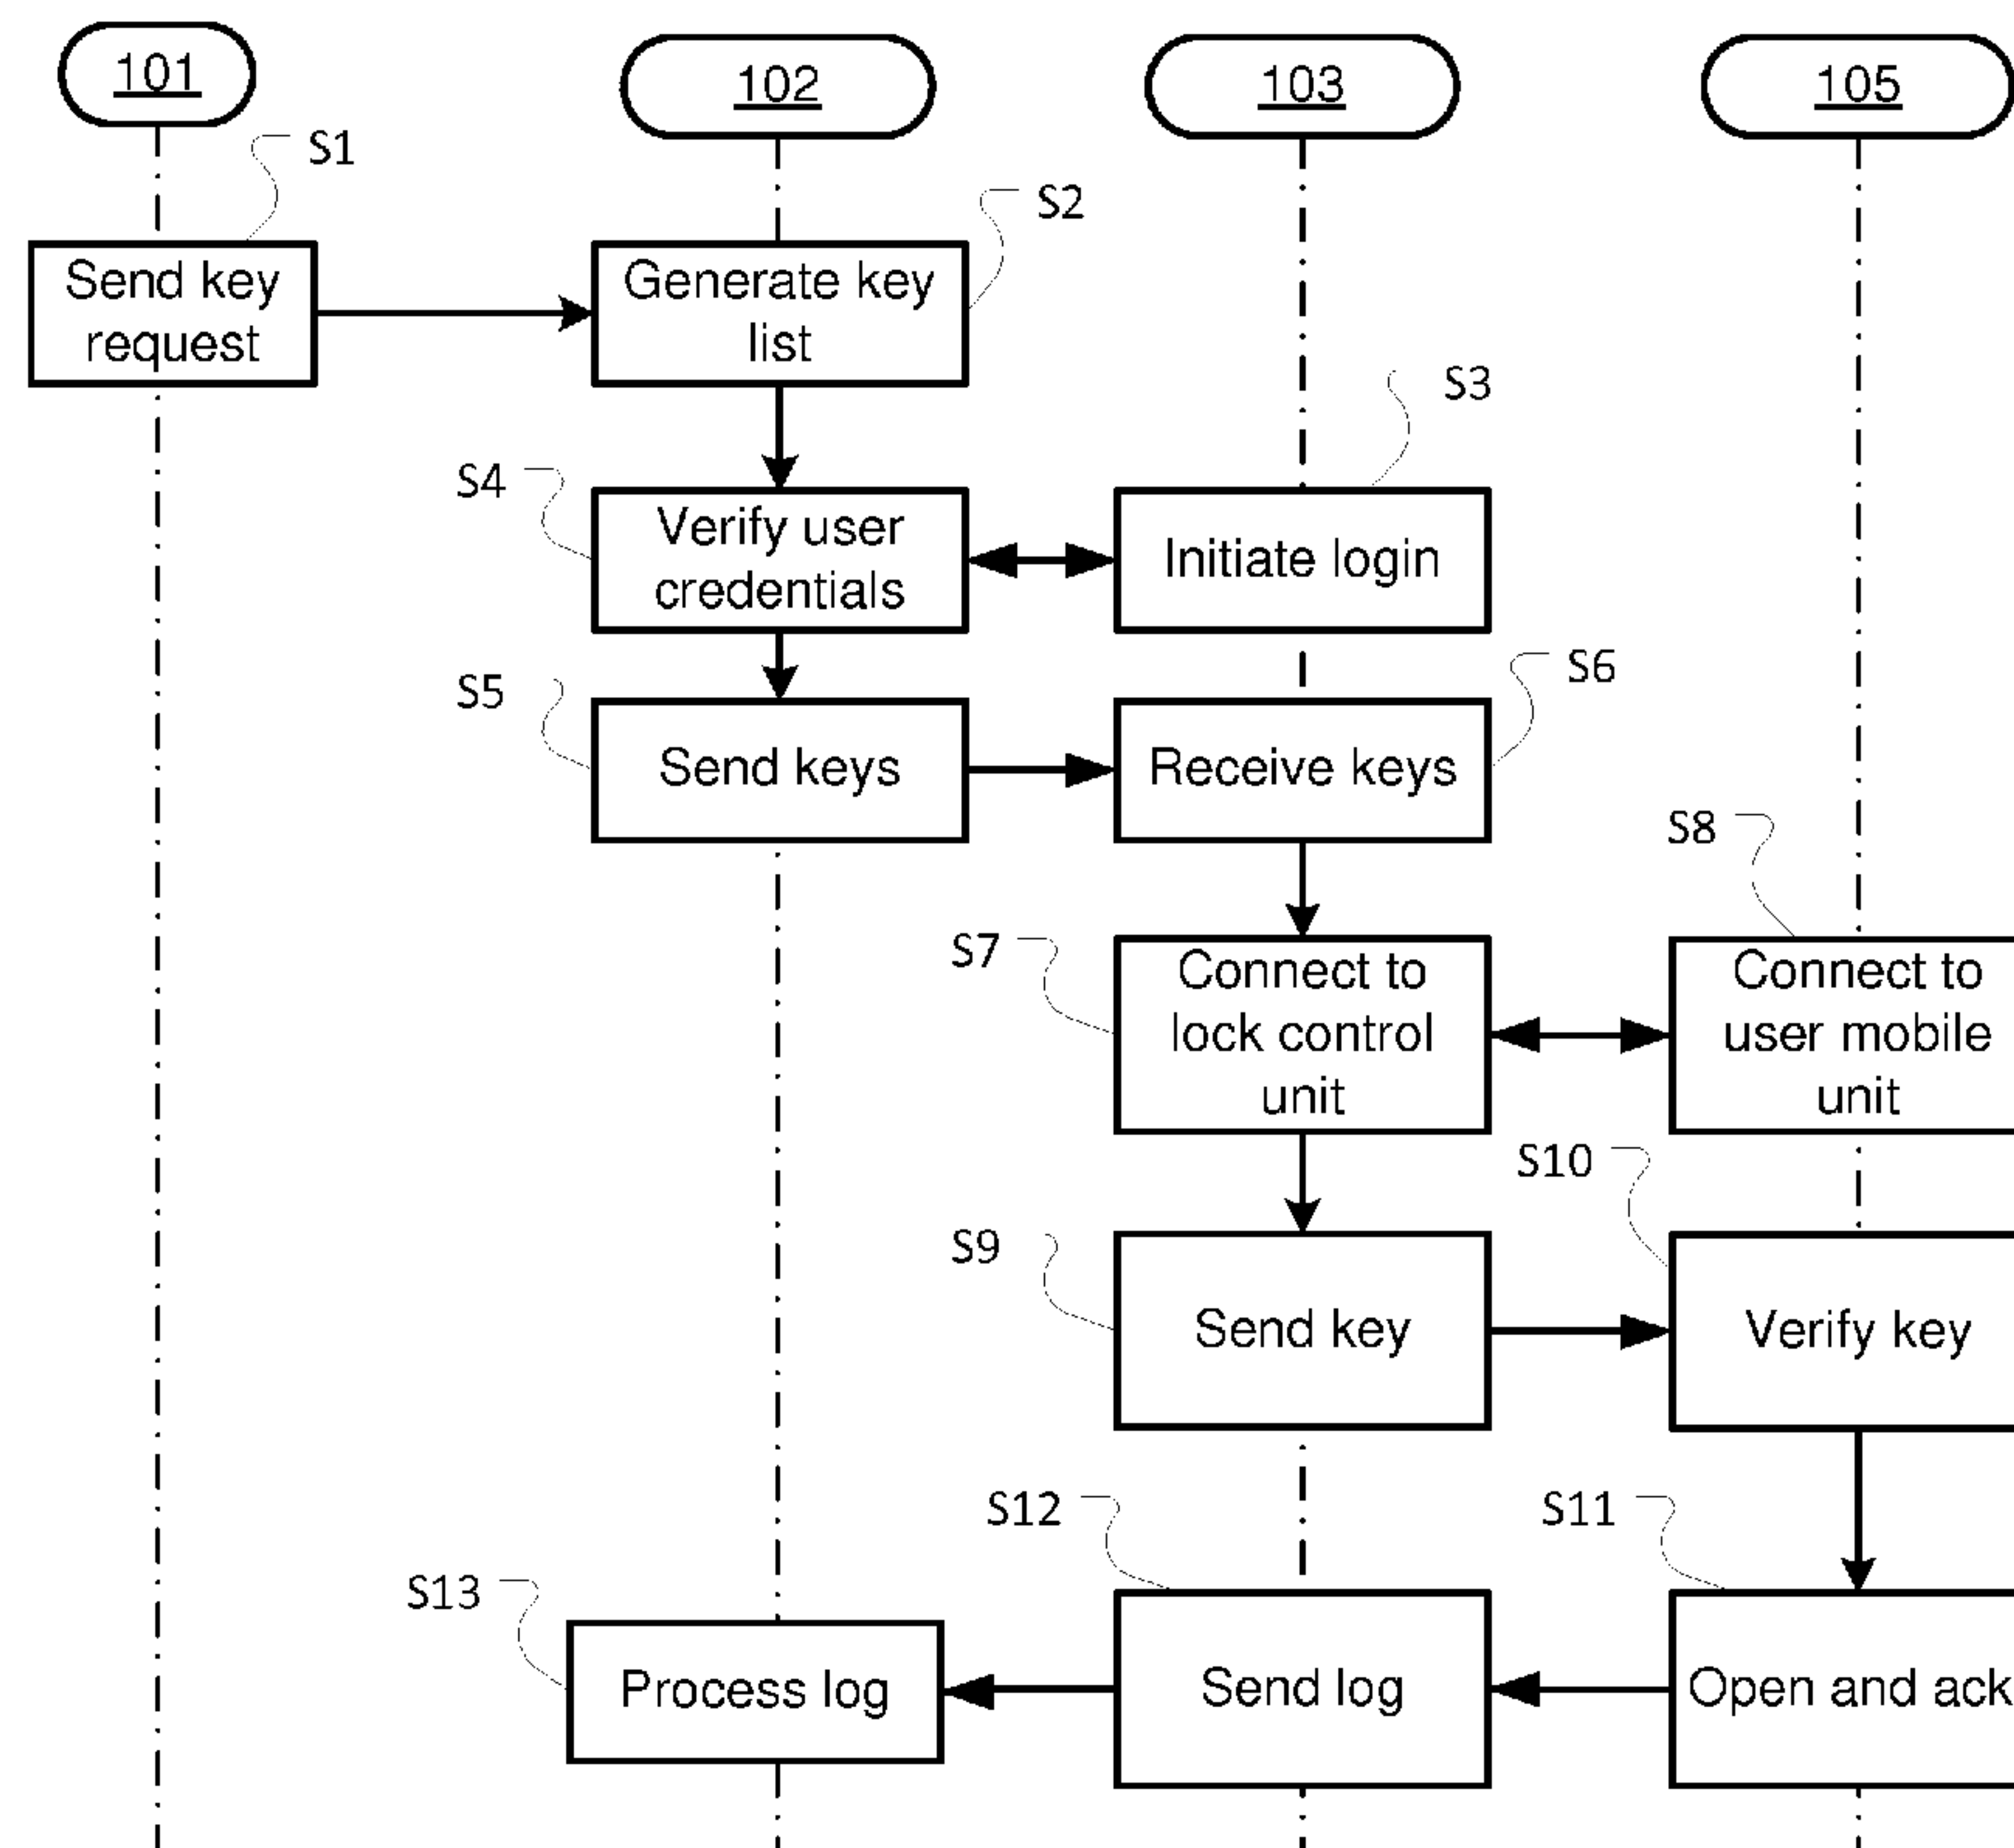 101
102
103
105
S1
S2
Send key
request
Generate key
list
S3
S4
Verify user
credentials
Initiate login
S5
S6
Send keys
Receive keys
S8
S7
Connect to
lock control
unit
Connect to
user mobile
unit
S10
S9
Send key
Verify key
S12
S11
S13
Process log
Send log
Open and ack